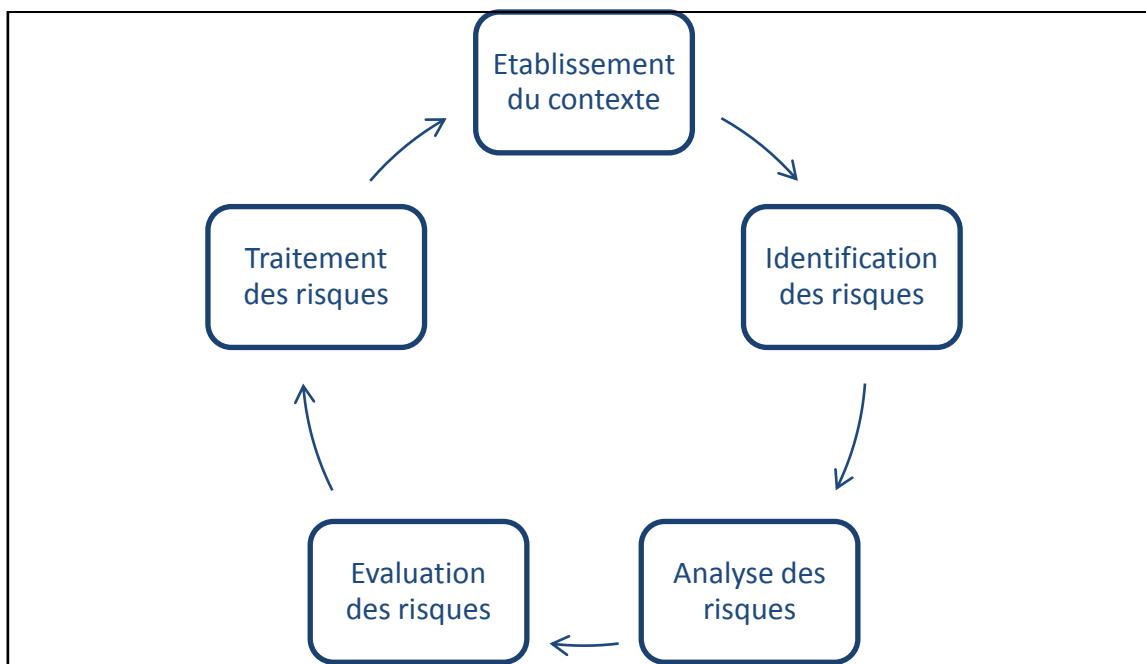 Etablissement
du contexte
Identification
des risques
Analyse des
risques
Evaluation
des risques
Traitement
des risques